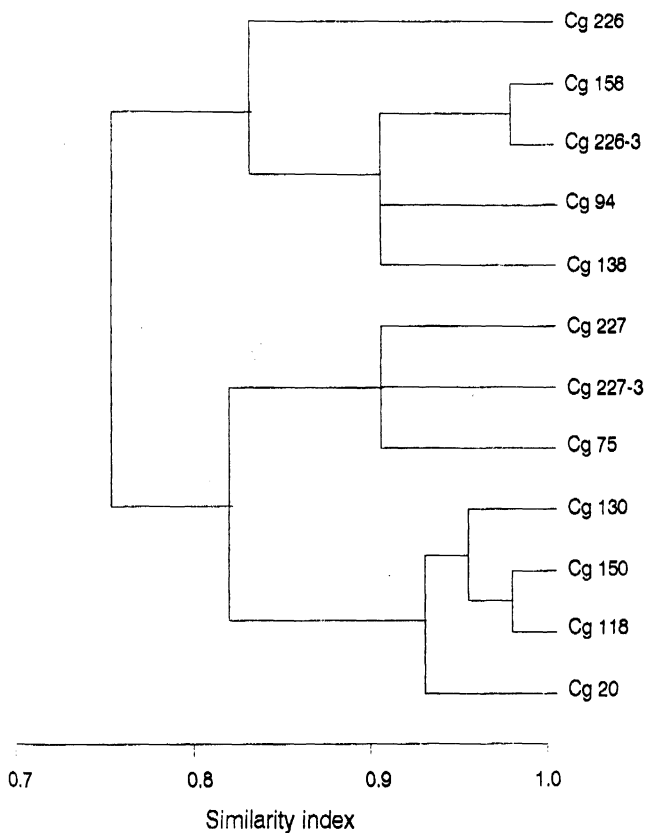 Cg 226
Cg 158
Cg 226-3
Cg 94
Cg 138
Cg 227
Cg 227-3
Cg 75
Cg 130
Cg 150
Cg 118
Cg 20
0.7 0.8 0.9 1.0
Similarity index